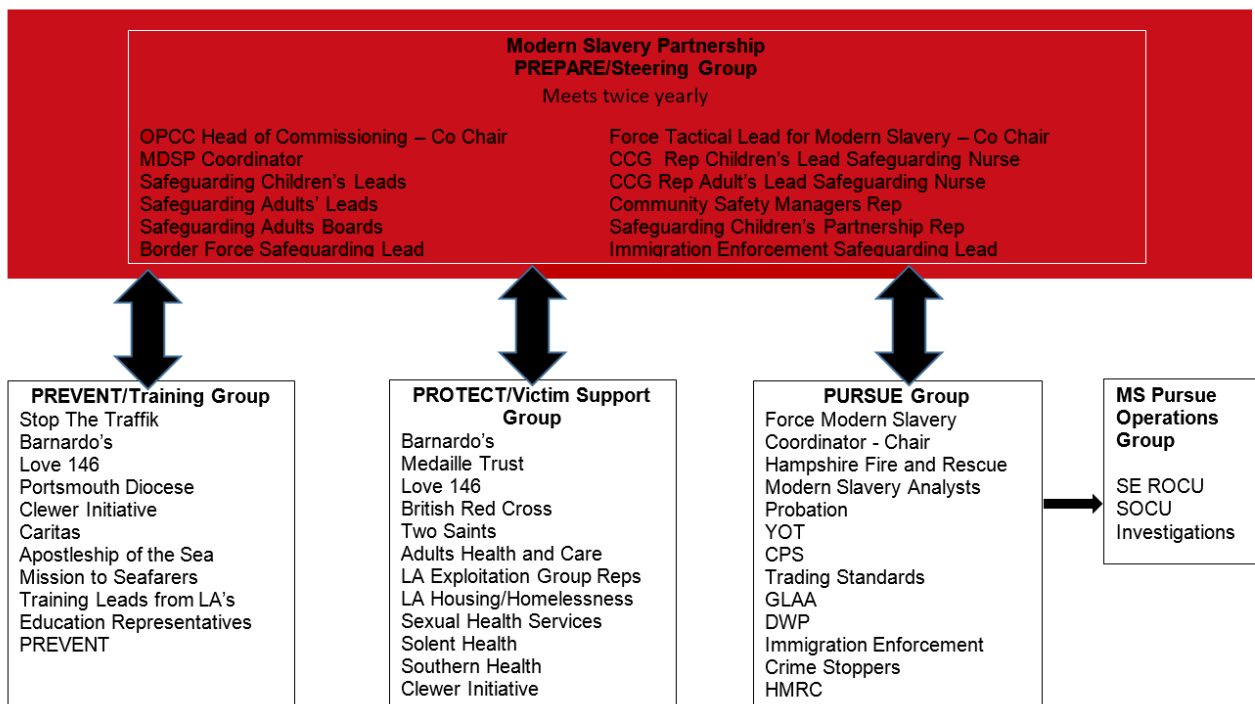 Modern Slavery Partnership
PREPARE/Steering Group
Meets twice yearly
OPCC Head of Commissioning – Co Chair
MDSP Coordinator
Safeguarding Children's Leads
Safeguarding Adults' Leads
Safeguarding Adults Boards
Border Force Safeguarding Lead
Force Tactical Lead for Modern Slavery – Co Chair
CCG Rep Children's Lead Safeguarding Nurse
CCG Rep Adult's Lead Safeguarding Nurse
Community Safety Managers Rep
Safeguarding Children's Partnership Rep
Immigration Enforcement Safeguarding Lead
PREVENT/Training Group
Stop The Traffik
Barnardo's
Love 146
Portsmouth Diocese
Clewer Initiative
Caritas
Apostleship of the Sea
Mission to Seafarers
Training Leads from LA's
Education Representatives
PREVENT
PROTECT/Victim Support
Group
Barnardo's
Medaille Trust
Love 146
British Red Cross
Two Saints
Adults Health and Care
LA Exploitation Group Reps
LA Housing/Homelessness
Sexual Health Services
Solent Health
Southern Health
Clewer Initiative
PURSUE Group
Force Modern Slavery
Coordinator - Chair
Hampshire Fire and Rescue
Modern Slavery Analysts
Probation
YOT
CPS
Trading Standards
GLAA
DWP
Immigration Enforcement
Crime Stoppers
HMRC
MS Pursue
Operations
Group
SE ROCU
SOCU
Investigations